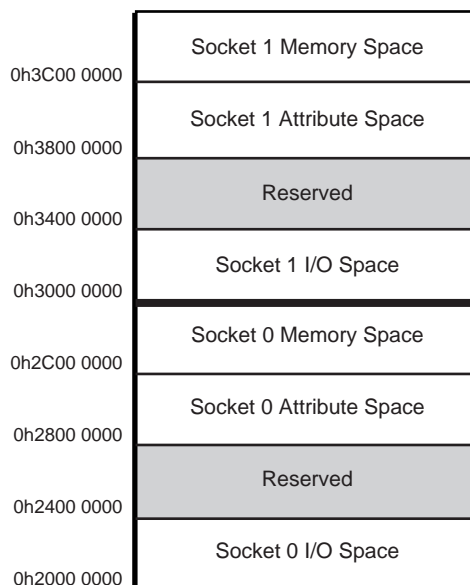 Socket 1 Memory Space
0h3C00 0000
Socket 1 Attribute Space
0h3800 0000
Reserved
0h3400 0000
Socket 1 I/O Space
0h3000 0000
Socket 0 Memory Space
0h2C00 0000
Socket 0 Attribute Space
0h2800 0000
Reserved
0h2400 0000
Socket 0 I/O Space
0h2000 0000